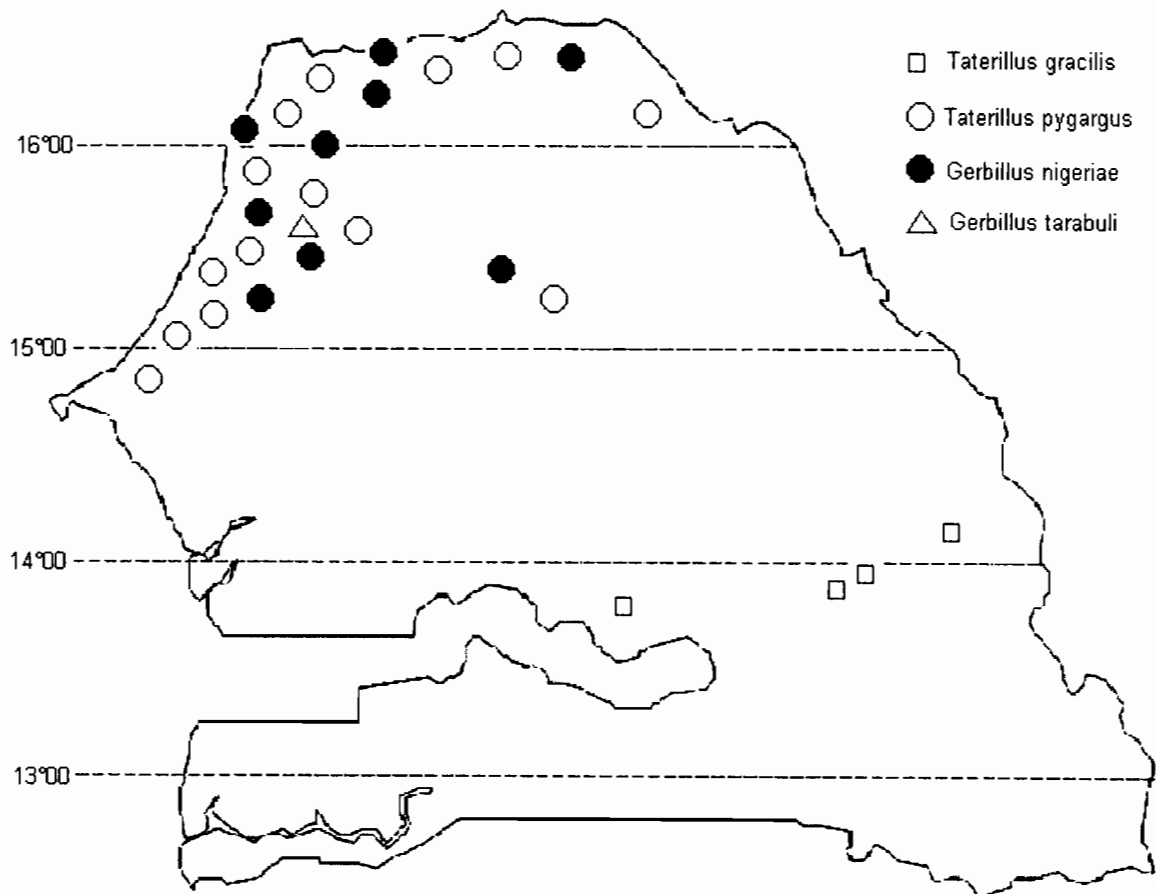 Taterillus gracilis
Taterillus pygargus
Gerbillus nigeriae
Gerbillus tarabuli
16°00
15°00
14°00
13°00